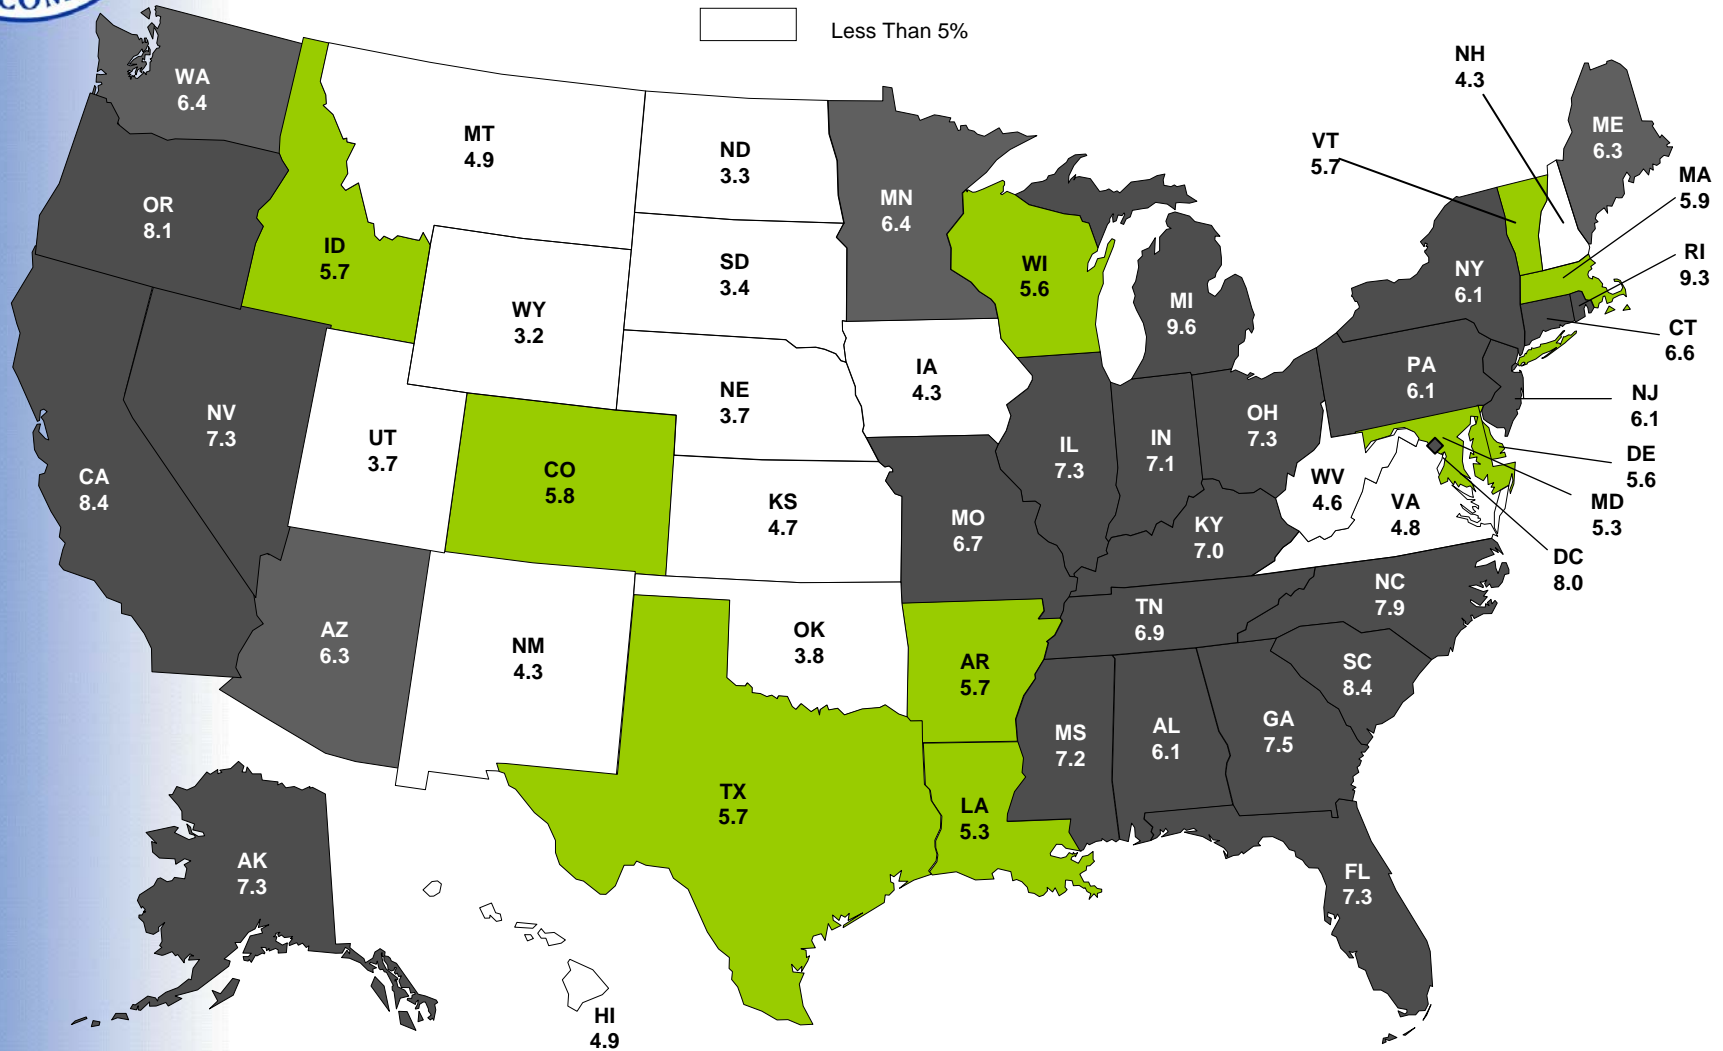 COM
Less Than 5%
NH
4.3
WA
6.4
ME
6.3
MT
4.9
VT
5.7
ND
3.3
MA
5.9
OR
8.1
MN
6.4
ID
5.7
SD
3.4
WI
5.6
RI
9.3
NY
6.1
WY
3.2
MI
9.6
CT
6.6
IA
4.3
PA
6.1
NE
3.7
NJ
6.1
NV
7.3
OH
7.3
UT
3.7
IL
7.3
IN
7.1
DE
5.6
CO
5.8
CA
8.4
WV
4.6
KS
4.7
VA
4.8
MD
5.3
MO
6.7
KY
7.0
DC
8.0
NC
7.9
TN
6.9
AZ
6.3
OK
3.8
NM
4.3
AR
5.7
SC
8.4
GA
7.5
AL
6.1
MS
7.2
TX
5.7
LA
5.3
AK
7.3
FL
7.3
HI
4.9